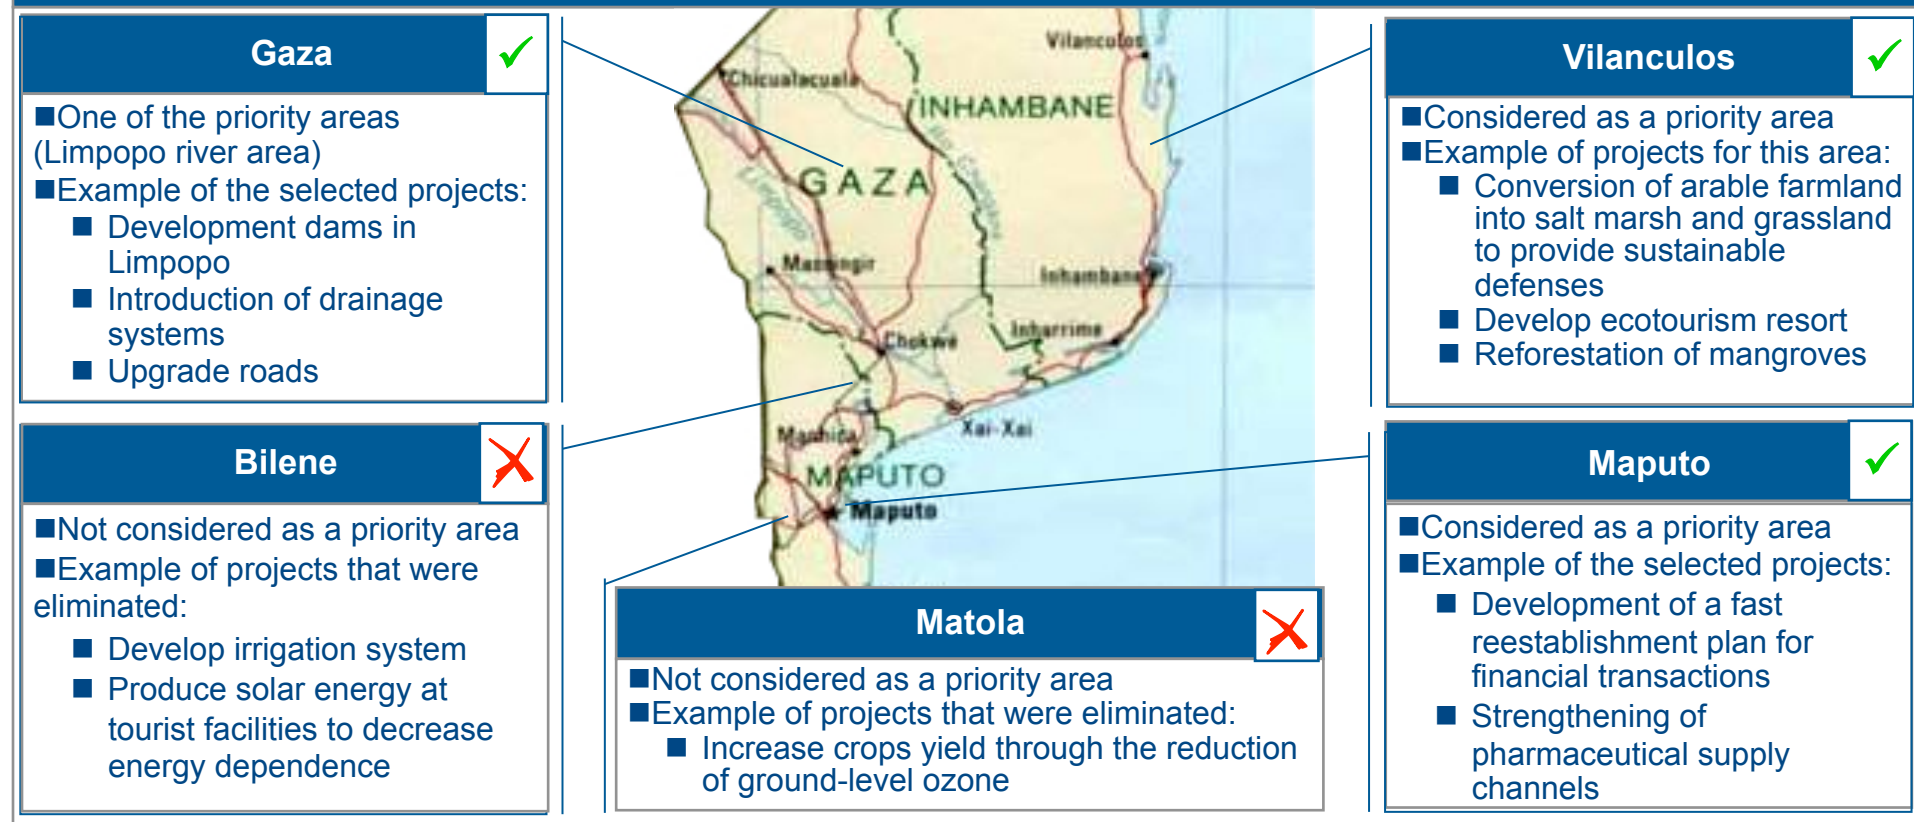 Gaza
■One of the priority areas
(Limpopo river area)
■Example of the selected projects:
■ Development dams in
Limpopo
■ Introduction of drainage
systems
■ Upgrade roads
Bilene
■Not considered as a priority area
■Example of projects that were
eliminated:
■ Develop irrigation system
■ Produce solar energy at
tourist facilities to decrease
energy dependence
Vilanculos
Chicualacuala
INHAMBANE
Rio Changane
GAZA
Limpopo
Massingir
Inhambane
Chokwe
Inharrime
Xai-Xai
Manhica
MAPUTO
Maputo
Matola
■Not considered as a priority area
■Example of projects that were eliminated:
■ Increase crops yield through the reduction
of ground-level ozone
Vilanculos
■Considered as a priority area
■Example of projects for this area:
■ Conversion of arable farmland
into salt marsh and grassland
to provide sustainable
defenses
■ Develop ecotourism resort
■ Reforestation of mangroves
Maputo
■Considered as a priority area
■Example of the selected projects:
■ Development of a fast
reestablishment plan for
financial transactions
■ Strengthening of
pharmaceutical supply
channels